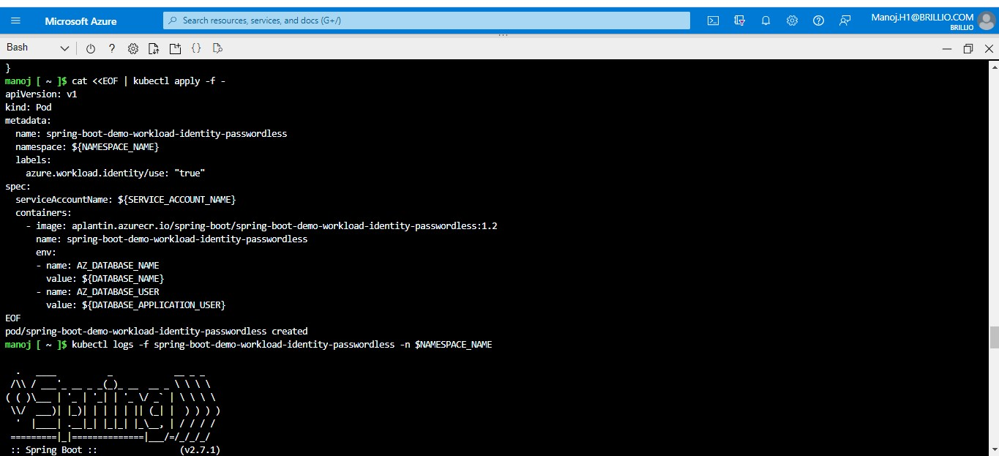 Microsoft Azure
Search resources, services, and docs (G+/)
Manoj.H1@BRILLIO.COM
BRILLIO
Bash
}
manoj [ ~ ]$ cat <<EOF | kubectl apply -f -
apiVersion: v1
kind: Pod
metadata:
  name: spring-boot-demo-workload-identity-passwordless
  namespace: ${NAMESPACE_NAME}
  labels:
    azure.workload.identity/use: "true"
spec:
  serviceAccountName: ${SERVICE_ACCOUNT_NAME}
  containers:
    - image: aplantin.azurecr.io/spring-boot/spring-boot-demo-workload-identity-passwordless:1.2
      name: spring-boot-demo-workload-identity-passwordless
      env:
      - name: AZ_DATABASE_NAME
        value: ${DATABASE_NAME}
      - name: AZ_DATABASE_USER
        value: ${DATABASE_APPLICATION_USER}
EOF
pod/spring-boot-demo-workload-identity-passwordless created
manoj [ ~ ]$ kubectl logs -f spring-boot-demo-workload-identity-passwordless -n $NAMESPACE_NAME
  .   ____          _            __ _ _
 /\\ / ___'_ __ _ _(_)_ __  __ _ \ \ \ \
( ( )\___ | '_ | '_| | '_ \/ _` | \ \ \ \
 \\/  ___)| |_)| | | | | || (_| |  ) ) ) )
  '  |____| .__|_| |_|_| |_\__, | / / / /
 =========|_|==============|___/=/_/_/_/
 :: Spring Boot ::                (v2.7.1)